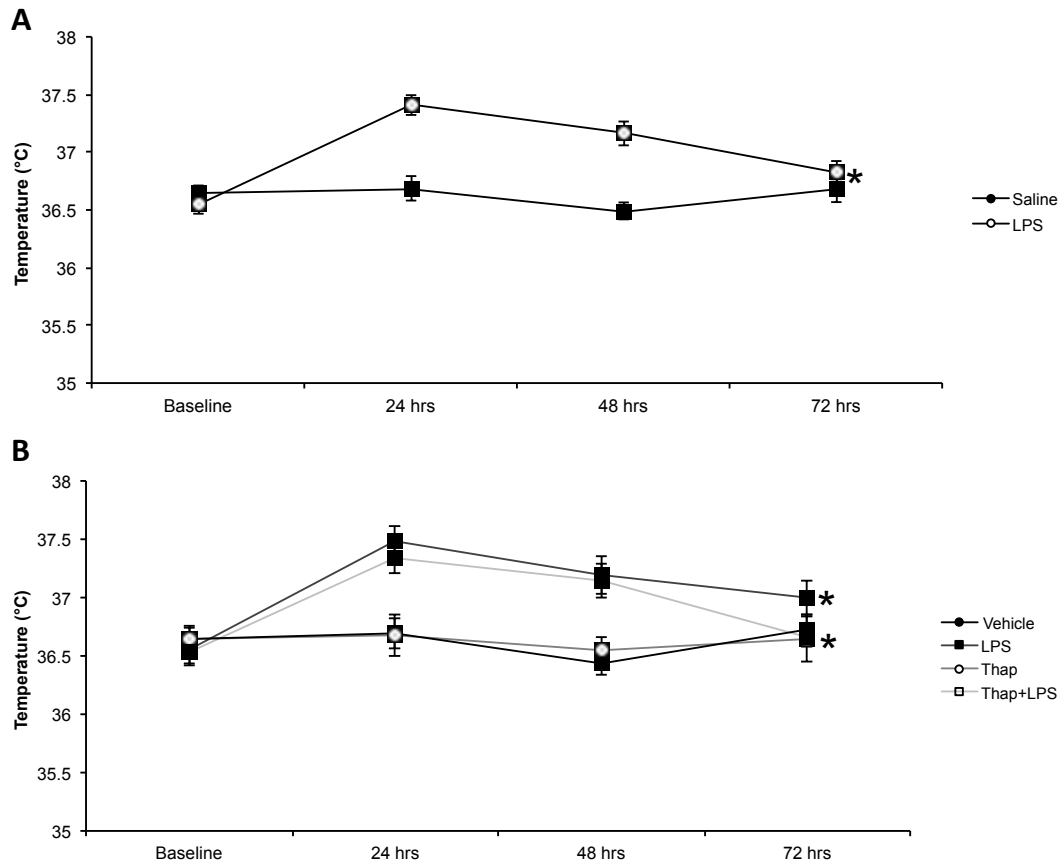 A
38
37.5
37
36.5
36
35.5
35
Temperature (°C)
*
Baseline 24 hrs 48 hrs 72 hrs
Saline
LPS
B
38
37.5
37
36.5
36
35.5
35
Temperature (°C)
*
*
Baseline 24 hrs 48 hrs 72 hrs
Vehicle
LPS
Thap
Thap+LPS